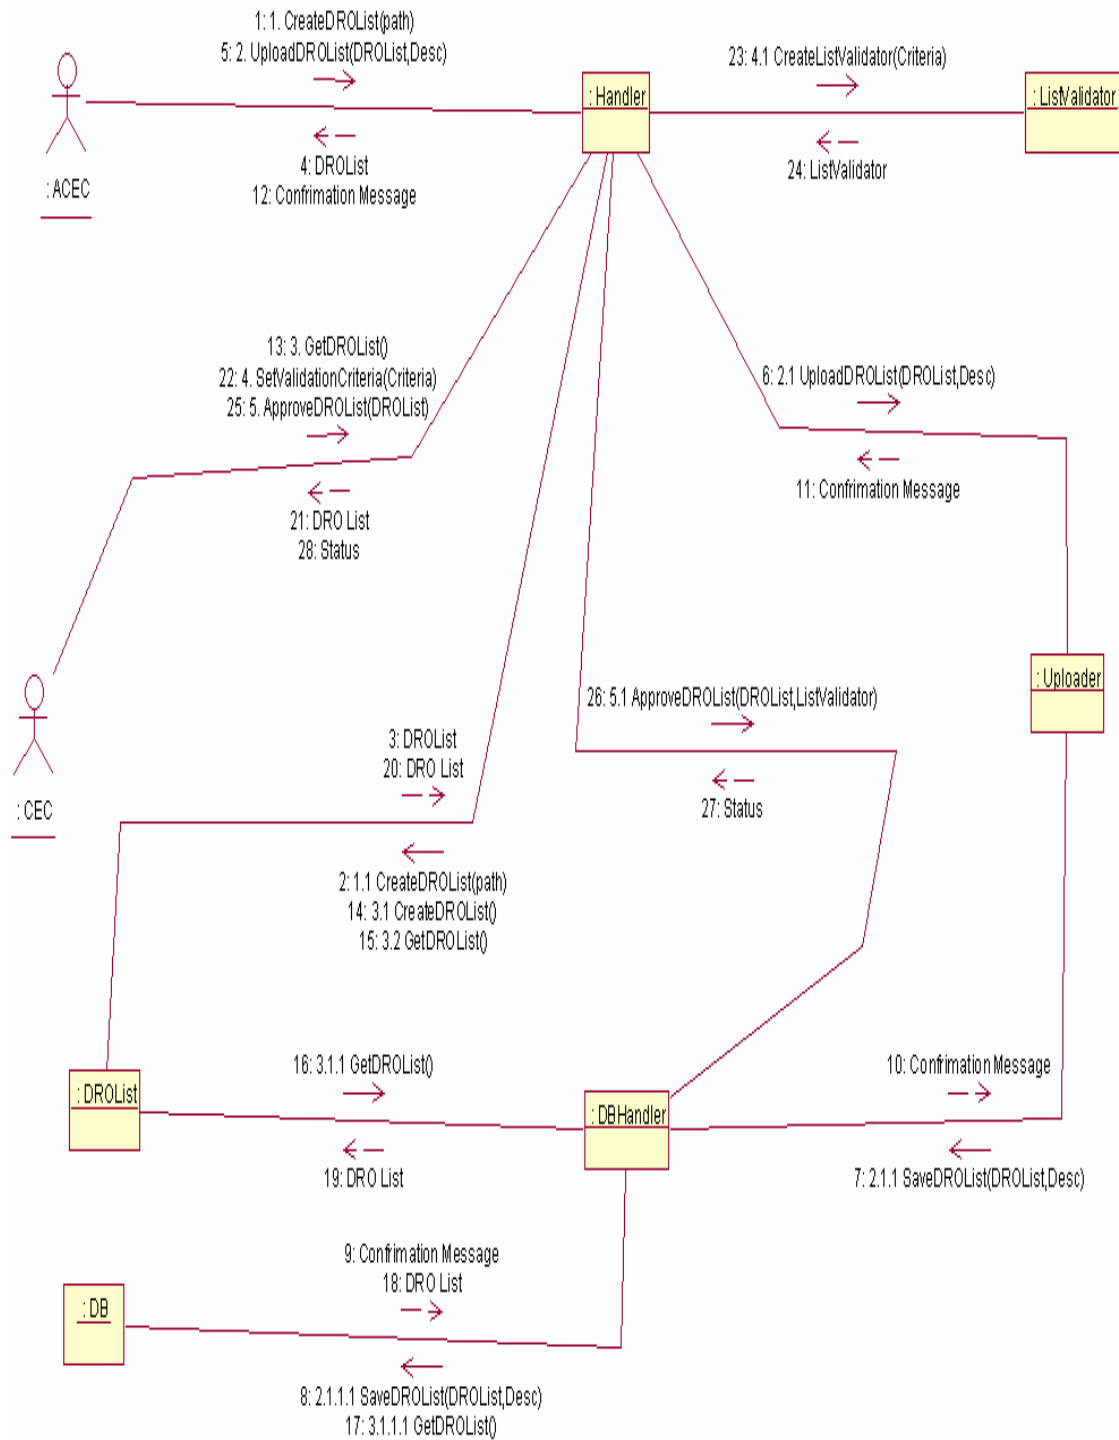 1: 1. CreateDROList(path)
5: 2. UploadDROList(DROList,Desc)
23: 4.1 CreateListValidator(Criteria)
: Handler
: ListValidator
4: DROList
12: Confrimation Message
24: ListValidator
: ACEC
13: 3. GetDROList()
22: 4. SetValidationCriteria(Criteria)
25: 5. ApproveDROList(DROList)
6: 2.1 UploadDROList(DROList,Desc)
11: Confrimation Message
21: DRO List
28: Status
: Uploader
26: 5.1 ApproveDROList(DROList,ListValidator)
3: DROList
20: DRO List
27: Status
: CEC
2: 1.1 CreateDROList(path)
14: 3.1 CreateDROList()
15: 3.2 GetDROList()
16: 3.1.1 GetDROList()
10: Confrimation Message
: DROList
: DBHandler
19: DRO List
7: 2.1.1 SaveDROList(DROList,Desc)
9: Confrimation Message
18: DRO List
: DB
8: 2.1.1.1 SaveDROList(DROList,Desc)
17: 3.1.1.1 GetDROList()